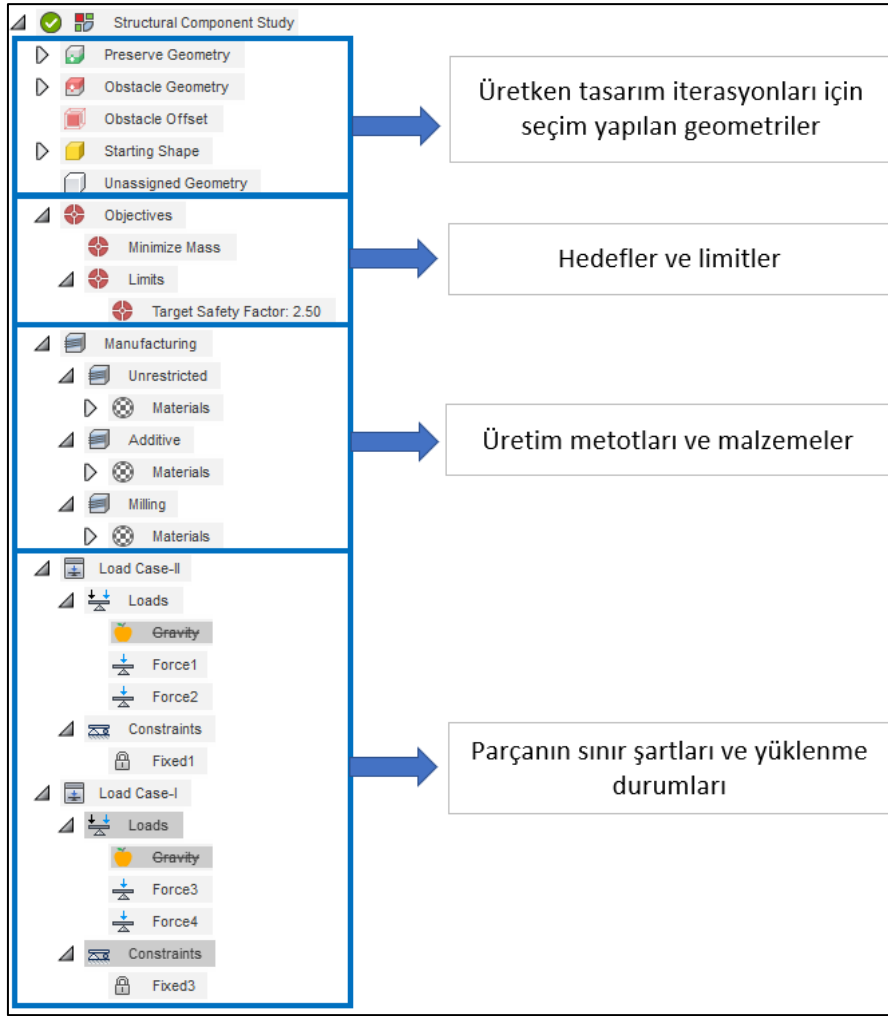 Structural Component Study
Preserve Geometry
Obstacle Geometry
Obstacle Offset
Starting Shape
Unassigned Geometry
Üretken tasarım iterasyonları için
seçim yapılan geometriler
Objectives
Minimize Mass
Limits
Target Safety Factor: 2.50
Hedefler ve limitler
Manufacturing
Unrestricted
Materials
Additive
Materials
Milling
Materials
Üretim metotları ve malzemeler
Load Case-II
Loads
Gravity
Force1
Force2
Constraints
Fixed1
Load Case-I
Loads
Gravity
Force3
Force4
Constraints
Fixed3
Parçanın sınır şartları ve yüklenme
durumları